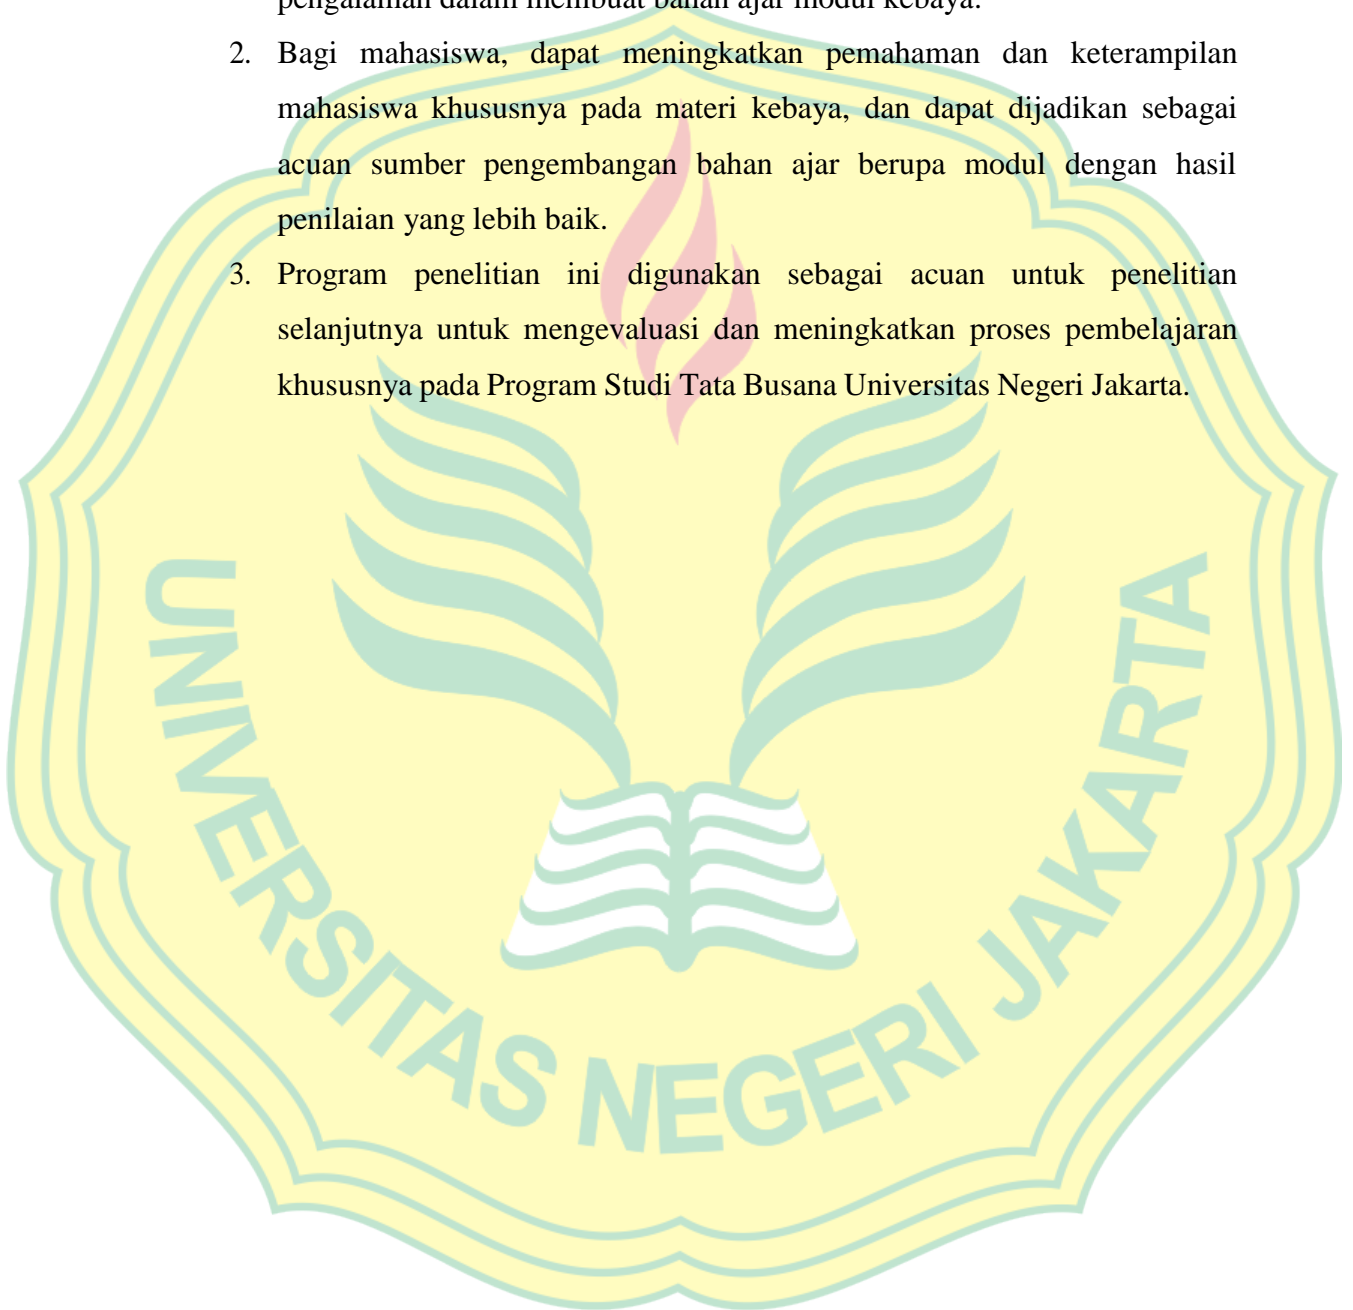 pengalaman dalam membuat bahan ajar modul kebaya.
2. Bagi mahasiswa, dapat meningkatkan pemahaman dan keterampilan
mahasiswa khususnya pada materi kebaya, dan dapat dijadikan sebagai
acuan sumber pengembangan bahan ajar berupa modul dengan hasil
penilaian yang lebih baik.
3. Program penelitian ini digunakan sebagai acuan untuk penelitian
selanjutnya untuk mengevaluasi dan meningkatkan proses pembelajaran
khususnya pada Program Studi Tata Busana Universitas Negeri Jakarta.
UNIVERSITAS NEGERI JAKARTA